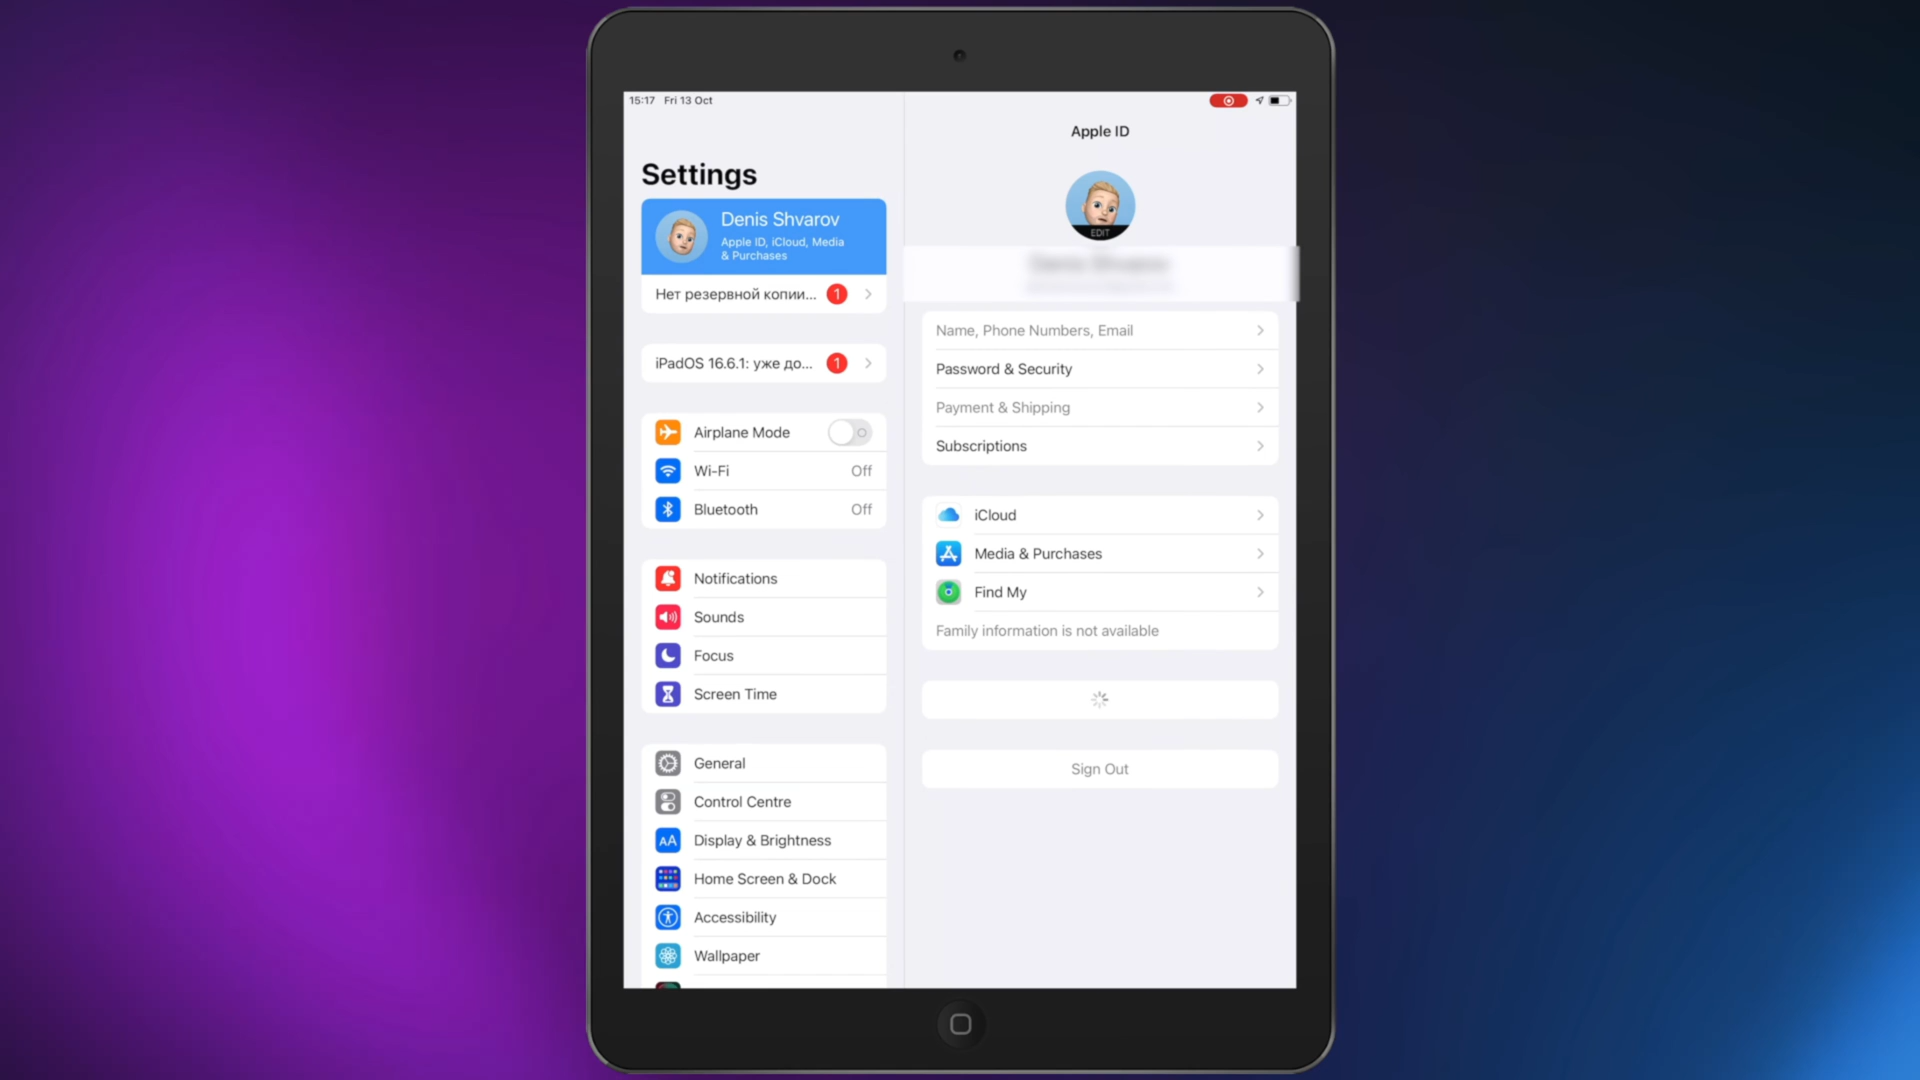 15:17 Fri 13 Oct
Settings
Denis Shvarov
Apple ID, iCloud, Media
& Purchases
Нет резервной копии... 1
iPadOS 16.6.1: уже до... 1
Airplane Mode
Wi-Fi Off
Bluetooth Off
Notifications
Sounds
Focus
Screen Time
General
Control Centre
AA Display & Brightness
Home Screen & Dock
Accessibility
Wallpaper
Apple ID
EDIT
Name, Phone Numbers, Email
Password & Security
Payment & Shipping
Subscriptions
iCloud
Media & Purchases
Find My
Family information is not available
Sign Out